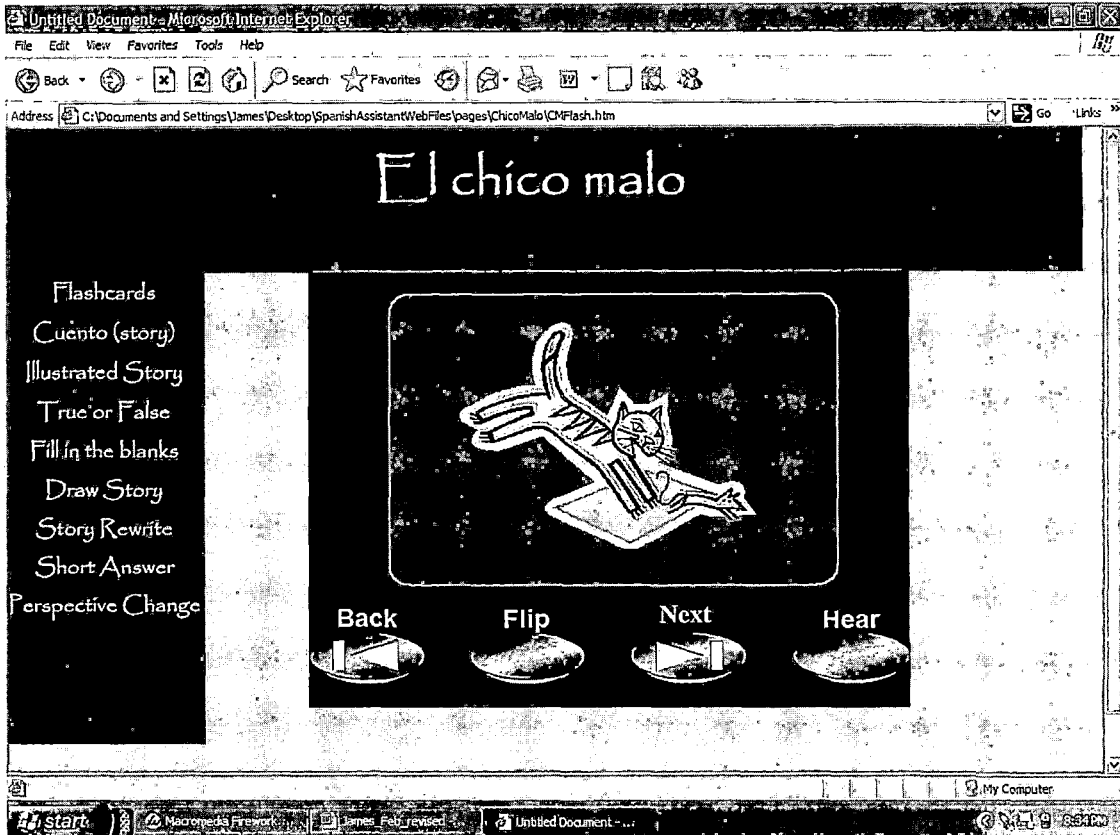 Untitled Document - Microsoft Internet Explorer
File Edit View Favorites Tools Help
Back Search Favorites
Address C:\Documents and Settings\James\Desktop\SpanishAssistantWebFiles\pages\ChicoMalo\CMFlash.htm Go Links »
El chico malo
Flashcards
Cuento (story)
Illustrated Story
True or False
Fill in the blanks
Draw Story
Story Rewrite
Short Answer
Perspective Change
Back Flip Next Hear
My Computer
start Macromedia Firework... James_Feb_revised -... Untitled Document -... 8:34 PM